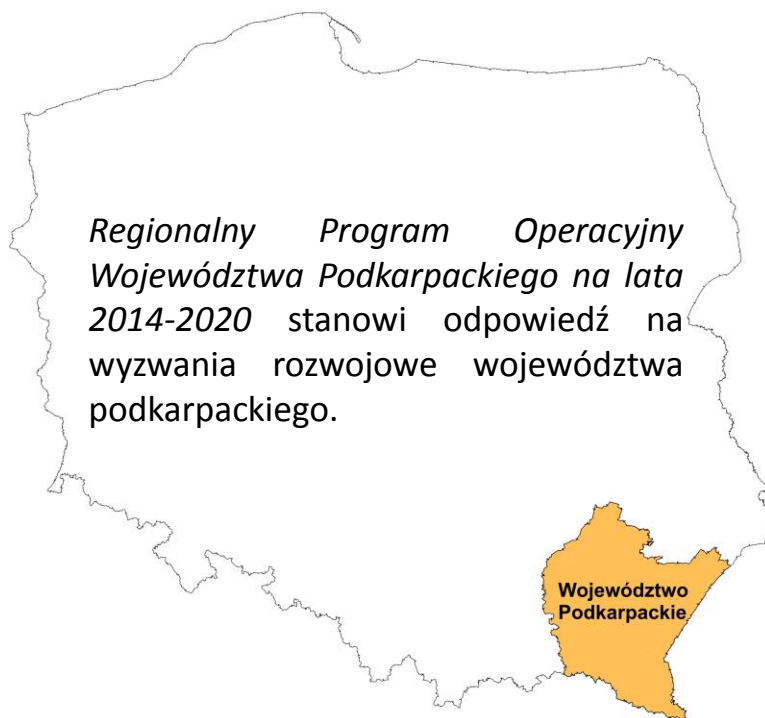 Regionalny Program Operacyjny
Województwa Podkarpackiego na lata
2014-2020 stanowi odpowiedź na
wyzwania rozwojowe województwa
podkarpackiego.
Województwo
Podkarpackie